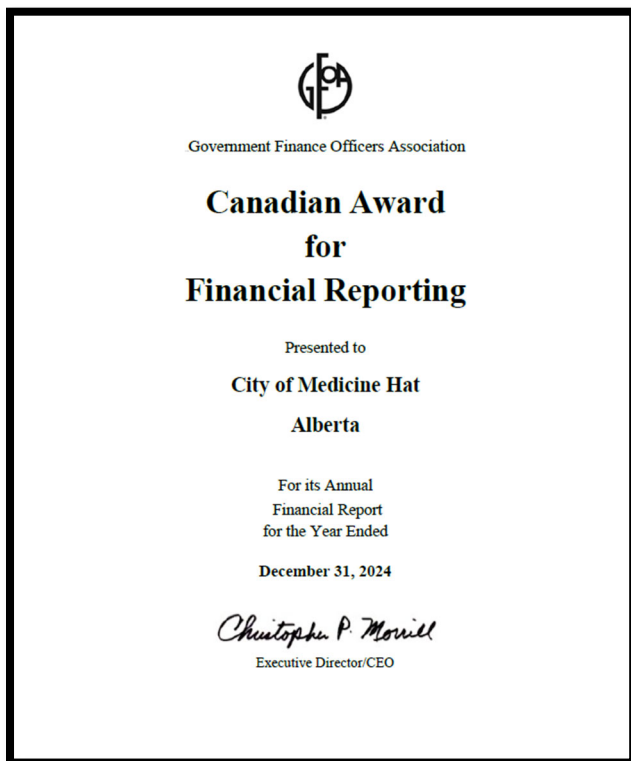 GFOA
Government Finance Officers Association
Canadian Award
for
Financial Reporting
Presented to
City of Medicine Hat
Alberta
For its Annual
Financial Report
for the Year Ended
December 31, 2024
Christopher P. Morrill
Executive Director/CEO